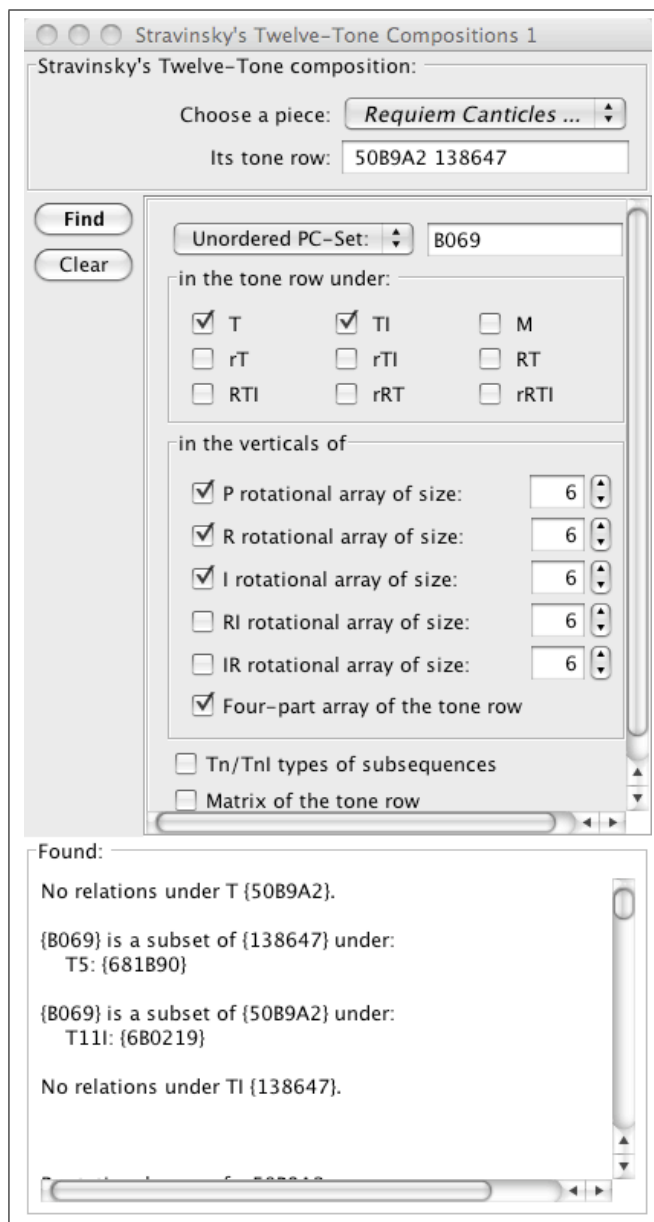 Stravinsky's Twelve-Tone Compositions 1
Stravinsky's Twelve-Tone composition:
Choose a piece: Requiem Canticles ...
Its tone row: 50B9A2 138647
Find
Clear
Unordered PC-Set: B069
in the tone row under:
T TI M
rT rTI RT
RTI rRT rRTI
in the verticals of
P rotational array of size: 6
R rotational array of size: 6
I rotational array of size: 6
RI rotational array of size: 6
IR rotational array of size: 6
Four-part array of the tone row
Tn/TnI types of subsequences
Matrix of the tone row
Found:
No relations under T {50B9A2}.
{B069} is a subset of {138647} under:
T5: {681B90}
{B069} is a subset of {50B9A2} under:
T11I: {6B0219}
No relations under TI {138647}.